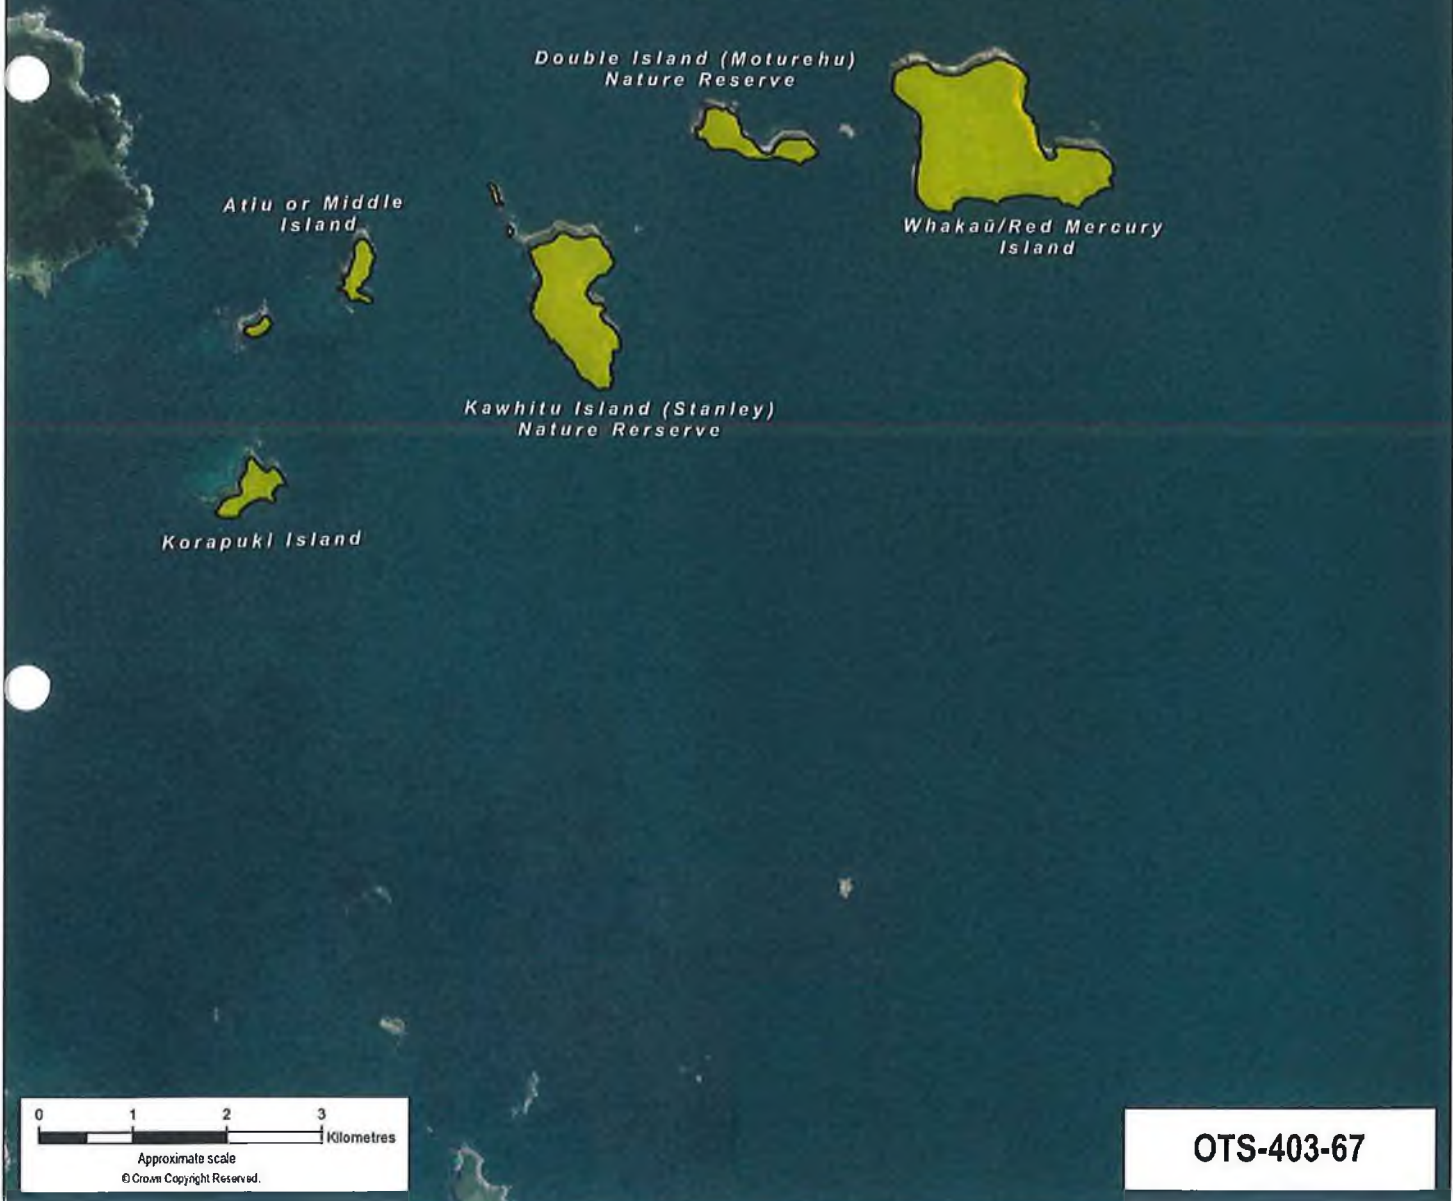 Double Island (Moturehu)
Nature Reserve
Atiu or Middle
Island
Whakaū/Red Mercury
Island
Kawhitu Island (Stanley)
Nature Rerserve
Korapuki Island
0 1 2 3
Kilometres
Approximate scale
© Crown Copyright Reserved.
OTS-403-67